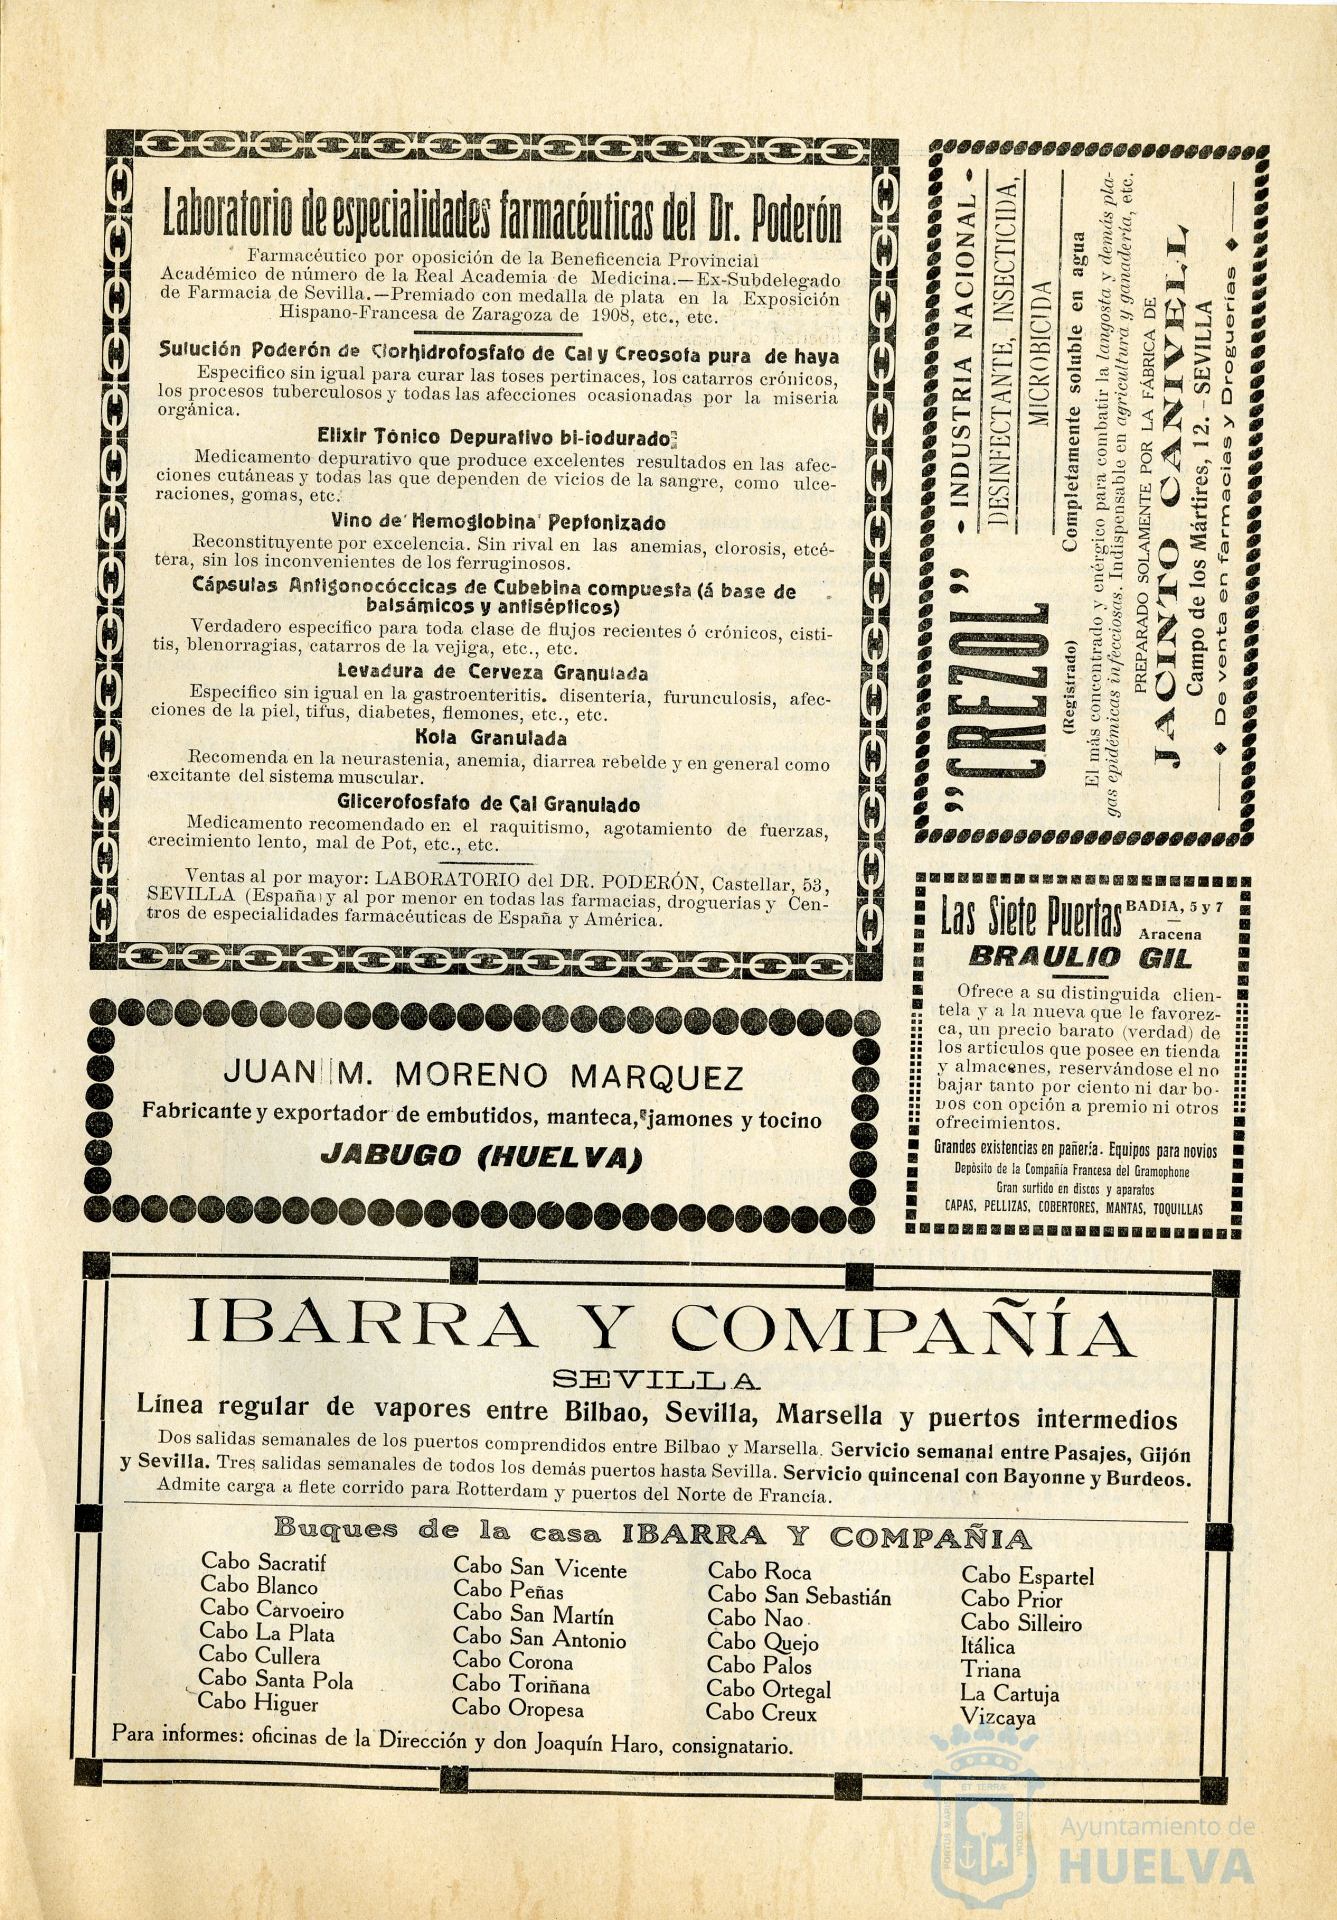 Laboratorio de especialidades farmacéuticas del Dr. Poderón
Farmacéutico por oposición de la Beneficencia Provincial
Académico de número de la Real Academia de Medicina.—Ex-Subdelegado
de Farmacia de Sevilla.—Premiado con medalla de plata en la Exposición
Hispano-Francesa de Zaragoza de 1908, etc., etc.
Sulución Poderón de Clorhidrofosfato de Cal y Creosota pura de haya
Especifico sin igual para curar las toses pertinaces, los catarros crónicos,
los procesos tuberculosos y todas las afecciones ocasionadas por la miseria
orgánica.
Elixir Tónico Depurativo bi-iodurado
Medicamento depurativo que produce excelentes resultados en las afec-
ciones cutáneas y todas las que dependen de vicios de la sangre, como ulce-
raciones, gomas, etc.
Vino de Hemoglobina Peptonizado
Reconstituyente por excelencia. Sin rival en las anemias, clorosis, etcé-
tera, sin los inconvenientes de los ferruginosos.
Cápsulas Antigonocóccicas de Cubebina compuesta (á base de
balsámicos y antisépticos)
Verdadero específico para toda clase de flujos recientes ó crónicos, cisti-
tis, blenorragias, catarros de la vejiga, etc., etc.
Levadura de Cerveza Granulada
Específico sin igual en la gastroenteritis. disenteria, furunculosis, afec-
ciones de la piel, tifus, diabetes, flemones, etc., etc.
Kola Granulada
Recomenda en la neurastenia, anemia, diarrea rebelde y en general como
excitante del sistema muscular.
Glicerofosfato de Cal Granulado
Medicamento recomendado en el raquitismo, agotamiento de fuerzas,
crecimiento lento, mal de Pot, etc., etc.
Ventas al por mayor: LABORATORIO del DR. PODERÓN, Castellar, 53,
SEVILLA (España) y al por menor en todas las farmacias, droguerías y Cen-
tros de especialidades farmacéuticas de España y América.
"CREZOL"
(Registrado)
• INDUSTRIA NACIONAL •
DESINFECTANTE, INSECTICIDA,
MICROBICIDA
Completamente soluble en agua
El más concentrado y enérgico para combatir la langosta y demás pla-
gas epidémicas infecciosas. Indispensable en agricultura y ganadería, etc.
PREPARADO SOLAMENTE POR LA FÁBRICA DE
JACINTO CANIVELL
Campo de los Mártires, 12.-SEVILLA
De venta en farmacias y Droguerías
Las Siete Puertas BADIA, 5 y 7
Aracena
BRAULIO GIL
Ofrece a su distinguida clien-
tela y a la nueva que le favorez-
ca, un precio barato (verdad) de
los artículos que posee en tienda
y almacenes, reservándose el no
bajar tanto por ciento ni dar bo-
nos con opción a premio ni otros
ofrecimientos.
Grandes existencias en pañería. Equipos para novios
Depósito de la Compañía Francesa del Gramophone
Gran surtido en discos y aparatos
CAPAS, PELLIZAS, COBERTORES, MANTAS, TOQUILLAS
JUAN M. MORENO MARQUEZ
Fabricante y exportador de embutidos, manteca, jamones y tocino
JABUGO (HUELVA)
IBARRA Y COMPAÑÍA
SEVILLA
Línea regular de vapores entre Bilbao, Sevilla, Marsella y puertos intermedios
Dos salidas semanales de los puertos comprendidos entre Bilbao y Marsella. Servicio semanal entre Pasajes, Gijón
y Sevilla. Tres salidas semanales de todos los demás puertos hasta Sevilla. Servicio quincenal con Bayonne y Burdeos.
Admite carga a flete corrido para Rotterdam y puertos del Norte de Francia.
Buques de la casa IBARRA Y COMPAÑIA
Cabo Sacratif
Cabo Blanco
Cabo Carvoeiro
Cabo La Plata
Cabo Cullera
Cabo Santa Pola
Cabo Higuer
Cabo San Vicente
Cabo Peñas
Cabo San Martín
Cabo San Antonio
Cabo Corona
Cabo Toriñana
Cabo Oropesa
Cabo Roca
Cabo San Sebastián
Cabo Nao
Cabo Quejo
Cabo Palos
Cabo Ortegal
Cabo Creux
Cabo Espartel
Cabo Prior
Cabo Silleiro
Itálica
Triana
La Cartuja
Vizcaya
Para informes: oficinas de la Dirección y don Joaquín Haro, consignatario.
PORTUS MARIS
ET TERRÆ
CUSTODIA
Ayuntamiento de
HUELVA